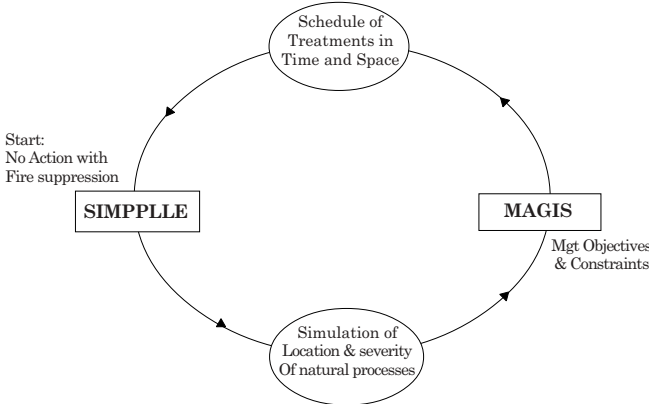 Schedule of
Treatments in
Time and Space
Start:
No Action with
Fire suppression
SIMPPLLE
MAGIS
Mgt Objectives
& Constraints
Simulation of
Location & severity
Of natural processes